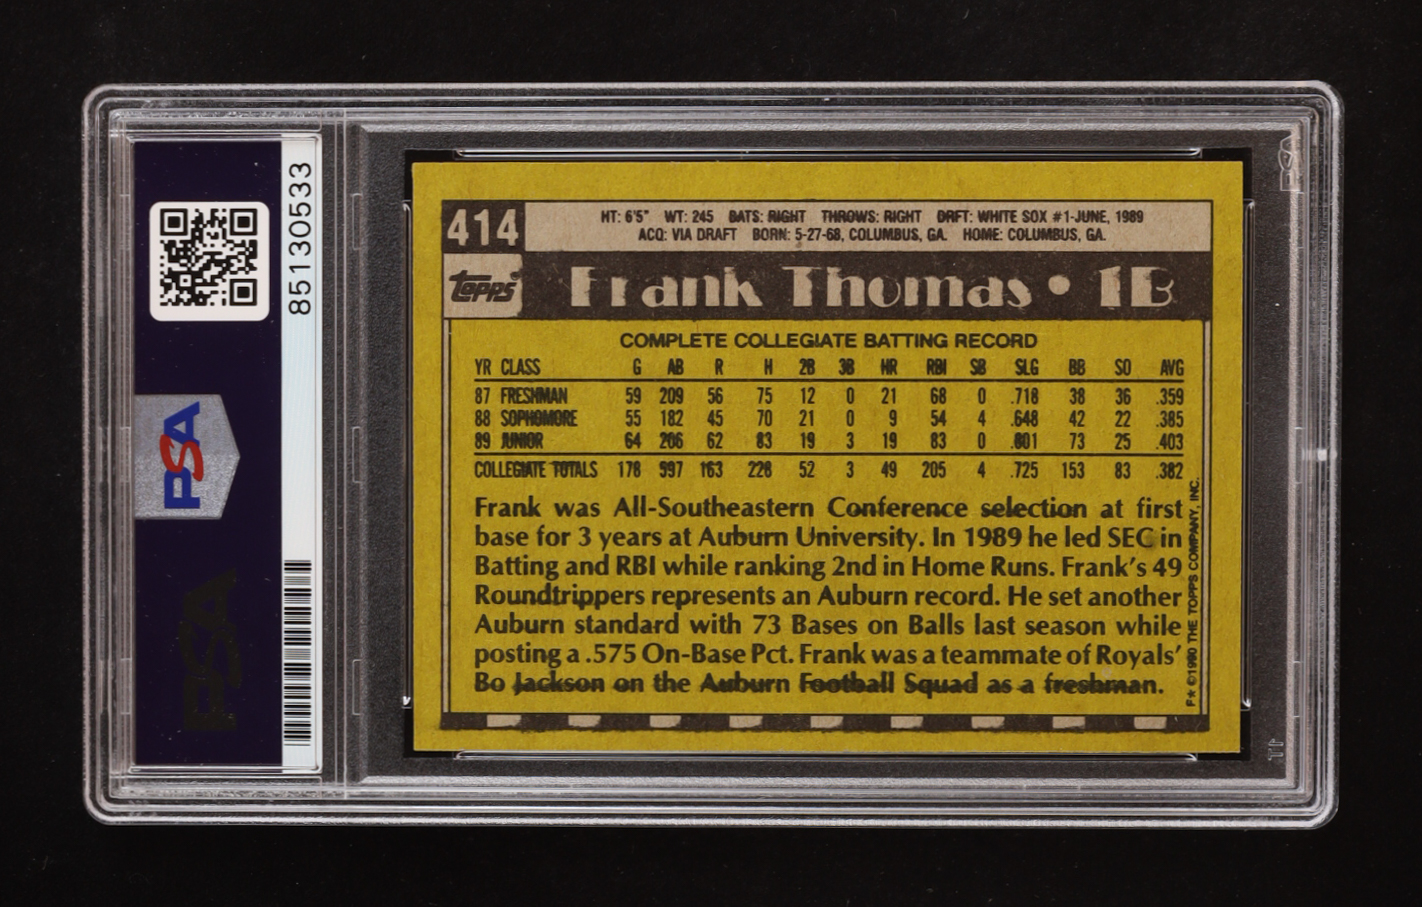 85130533
PSA
PSA
PSA
414
HT: 6'5" WT: 245 BATS: RIGHT THROWS: RIGHT DRFT: WHITE SOX #1-JUNE, 1989
ACQ: VIA DRAFT BORN: 5-27-68, COLUMBUS, GA. HOME: COLUMBUS, GA.
Topps®
Frank Thomas • 1B
COMPLETE COLLEGIATE BATTING RECORD
YR CLASS G AB R H 2B 3B HR RBI SB SLG BB SO AVG
87 FRESHMAN 59 209 56 75 12 0 21 68 0 .718 38 36 .359
88 SOPHOMORE 55 182 45 70 21 0 9 54 4 .648 42 22 .385
89 JUNIOR 64 206 62 83 19 3 19 83 0 .801 73 25 .403
COLLEGIATE TOTALS 178 597 163 228 52 3 49 205 4 .725 153 83 .382
Frank was All-Southeastern Conference selection at first
base for 3 years at Auburn University. In 1989 he led SEC in
Batting and RBI while ranking 2nd in Home Runs. Frank's 49
Roundtrippers represents an Auburn record. He set another
Auburn standard with 73 Bases on Balls last season while
posting a .575 On-Base Pct. Frank was a teammate of Royals'
Bo Jackson on the Auburn Football Squad as a freshman.
F★ ©1990 THE TOPPS COMPANY, INC.